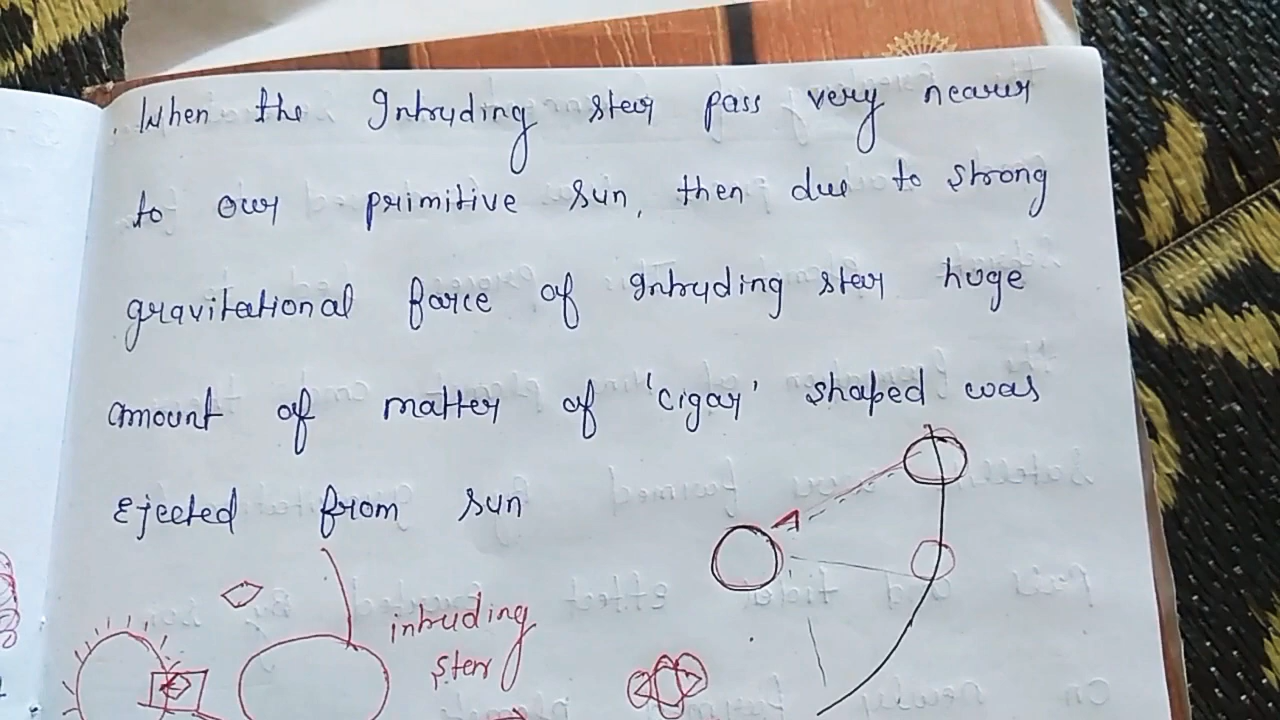 . When the Intruding star pass very nearer
to our primitive sun, then due to strong
gravitational force of Intruding star huge
amount of matter of 'cigar' shaped was
Ejected from sun
intruding
star